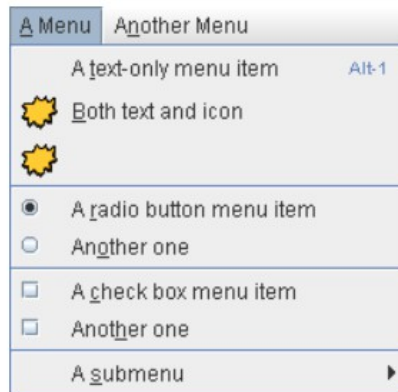 A Menu Another Menu
A text-only menu item Alt-1
Both text and icon
A radio button menu item
Another one
A check box menu item
Another one
A submenu